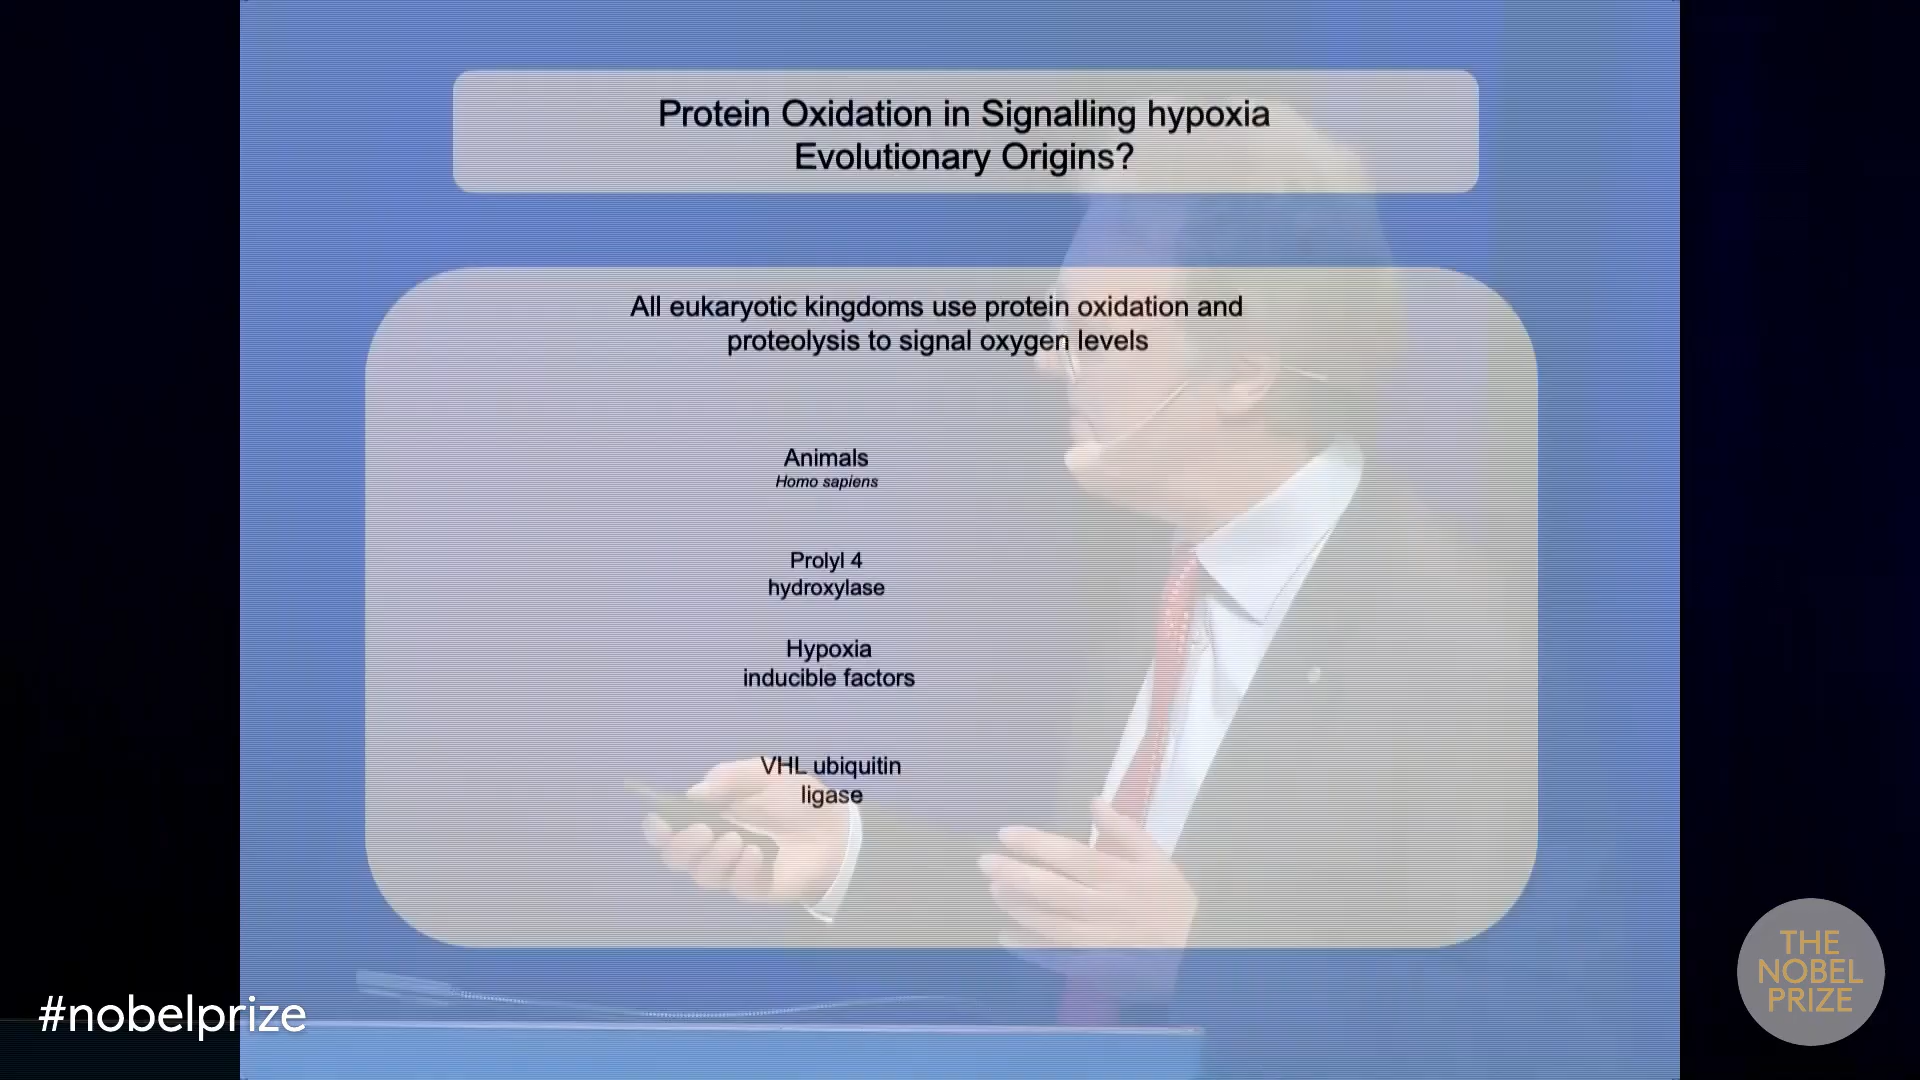 Protein Oxidation in Signalling hypoxia
Evolutionary Origins?
All eukaryotic kingdoms use protein oxidation and
proteolysis to signal oxygen levels
Animals
Homo sapiens
Prolyl 4
hydroxylase
Hypoxia
inducible factors
VHL ubiquitin
ligase
#nobelprize
THE
NOBEL
PRIZE